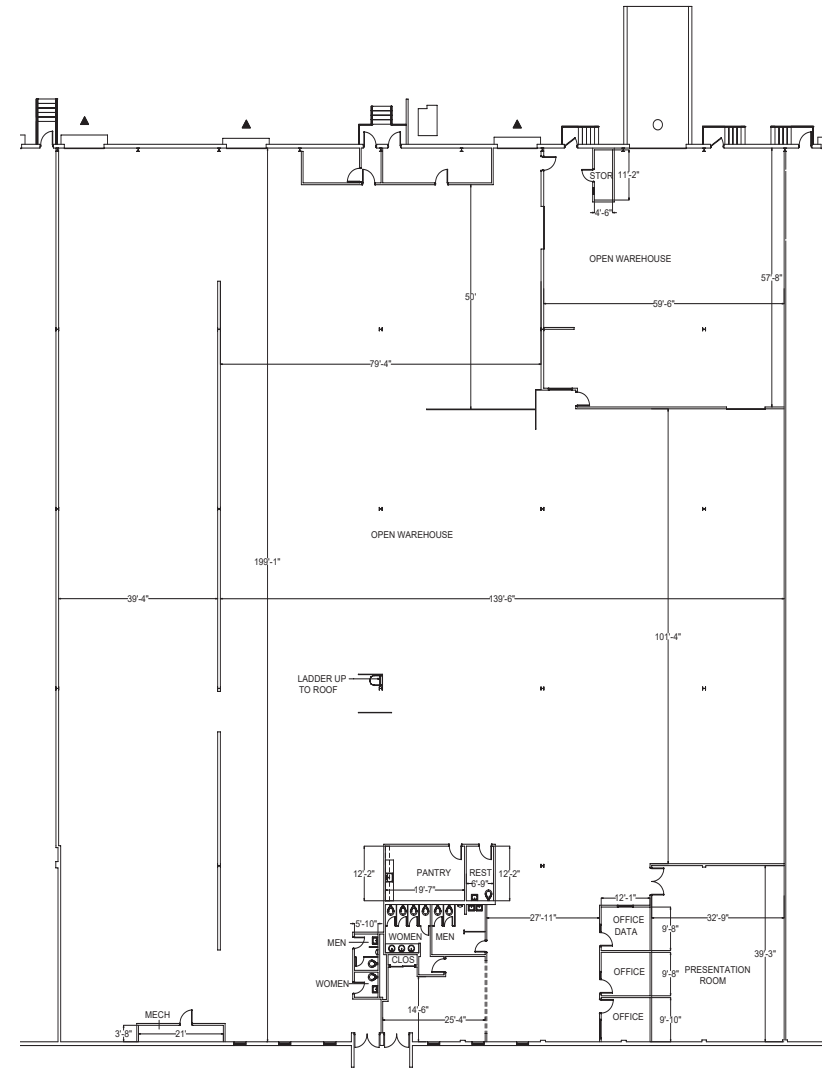 STOR
11'-2"
4'-6"
OPEN WAREHOUSE
57'-8"
50'
59'-6"
79'-4"
OPEN WAREHOUSE
199'-1"
39'-4"
139'-6"
101'-4"
LADDER UP
TO ROOF
12'-2"
PANTRY
REST
12'-2"
19'-7"
6'-9"
12'-1"
5'-10"
27'-11"
OFFICE
DATA
9'-8"
32'-9"
MEN
WOMEN
MEN
39'-3"
CLOS
OFFICE
9'-8"
PRESENTATION
ROOM
WOMEN
14'-6"
MECH
25'-4"
OFFICE
9'-10"
3'-8"
21'